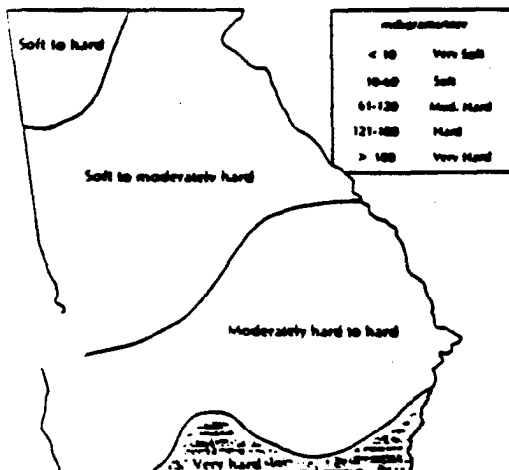 Soft to hard
milligrams/liter
< 10 Very Soft
10-60 Soft
61-120 Mod. Hard
121-180 Hard
> 180 Very Hard
Soft to moderately hard
Moderately hard to hard
Very hard